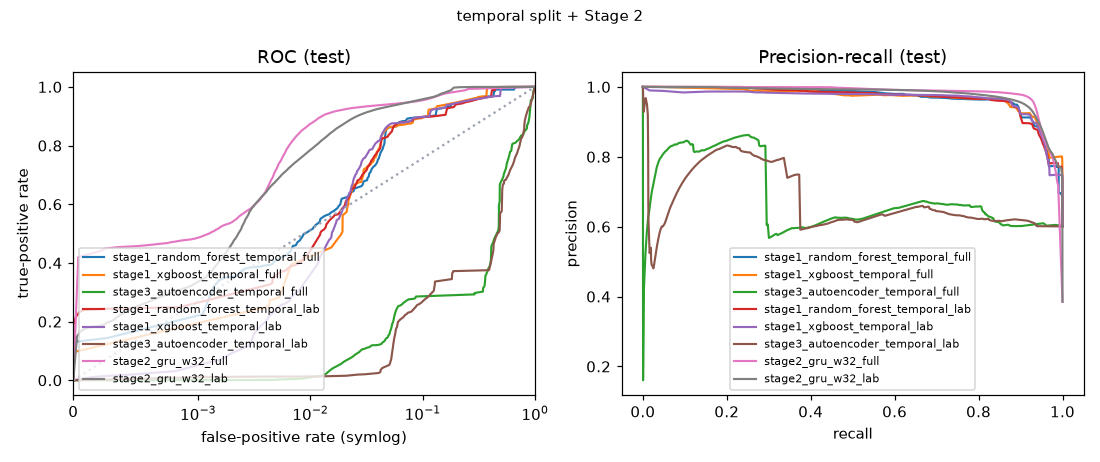 temporal split + Stage 2
ROC (test)
true-positive rate
1.0
0.8
0.6
0.4
0.2
0.0
stage1_random_forest_temporal_full
stage1_xgboost_temporal_full
stage3_autoencoder_temporal_full
stage1_random_forest_temporal_lab
stage1_xgboost_temporal_lab
stage3_autoencoder_temporal_lab
stage2_gru_w32_full
stage2_gru_w32_lab
0 10⁻³ 10⁻² 10⁻¹ 10⁰
false-positive rate (symlog)
Precision-recall (test)
precision
1.0
0.8
0.6
0.4
0.2
stage1_random_forest_temporal_full
stage1_xgboost_temporal_full
stage3_autoencoder_temporal_full
stage1_random_forest_temporal_lab
stage1_xgboost_temporal_lab
stage3_autoencoder_temporal_lab
stage2_gru_w32_full
stage2_gru_w32_lab
0.0 0.2 0.4 0.6 0.8 1.0
recall